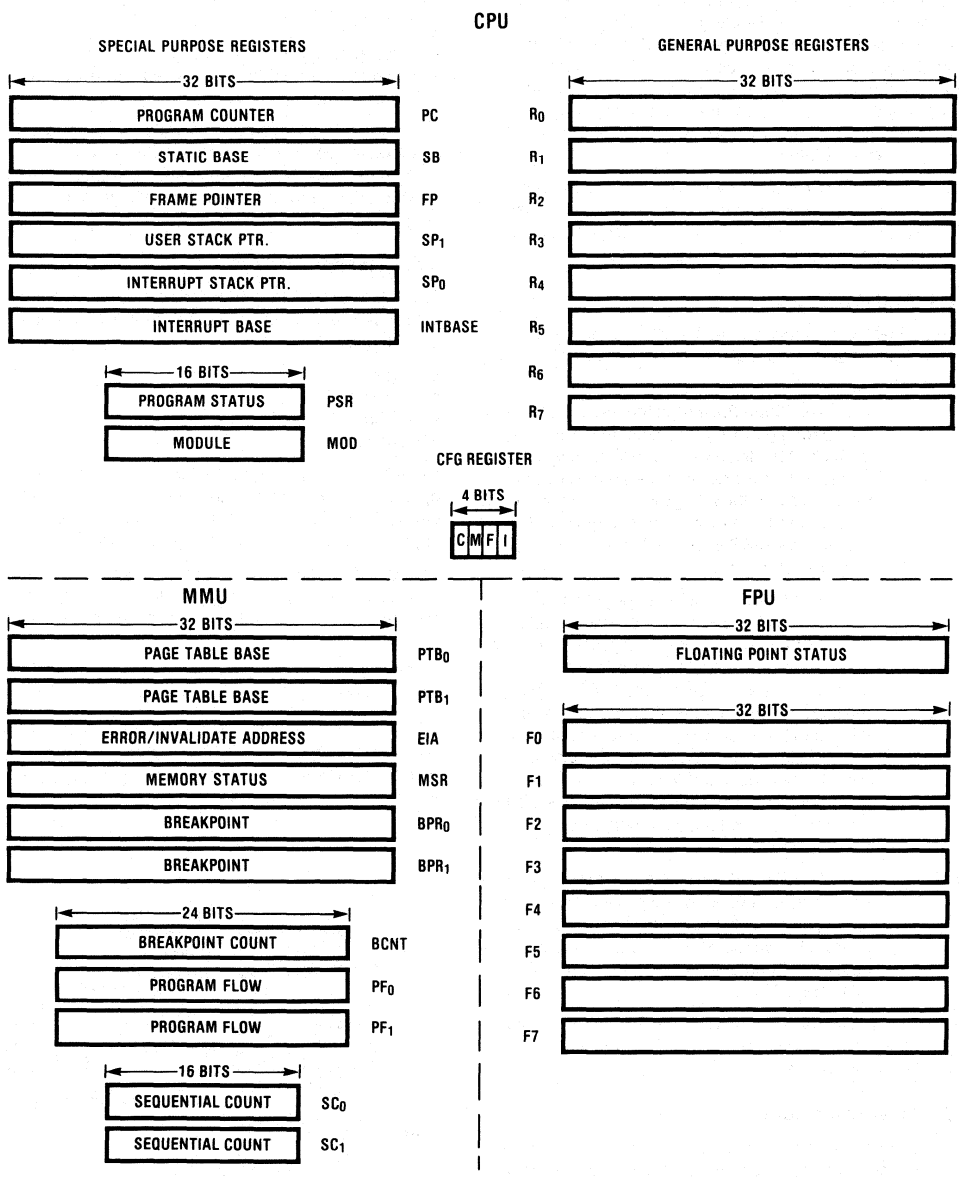 CPU
SPECIAL PURPOSE REGISTERS
32 BITS
PROGRAM COUNTER PC
STATIC BASE SB
FRAME POINTER FP
USER STACK PTR. SP1
INTERRUPT STACK PTR. SP0
INTERRUPT BASE INTBASE
16 BITS
PROGRAM STATUS PSR
MODULE MOD
GENERAL PURPOSE REGISTERS
32 BITS
R0
R1
R2
R3
R4
R5
R6
R7
CFG REGISTER
4 BITS
C M F I
MMU
32 BITS
PAGE TABLE BASE PTB0
PAGE TABLE BASE PTB1
ERROR/INVALIDATE ADDRESS EIA
MEMORY STATUS MSR
BREAKPOINT BPR0
BREAKPOINT BPR1
24 BITS
BREAKPOINT COUNT BCNT
PROGRAM FLOW PF0
PROGRAM FLOW PF1
16 BITS
SEQUENTIAL COUNT SC0
SEQUENTIAL COUNT SC1
FPU
32 BITS
FLOATING POINT STATUS
32 BITS
F0
F1
F2
F3
F4
F5
F6
F7